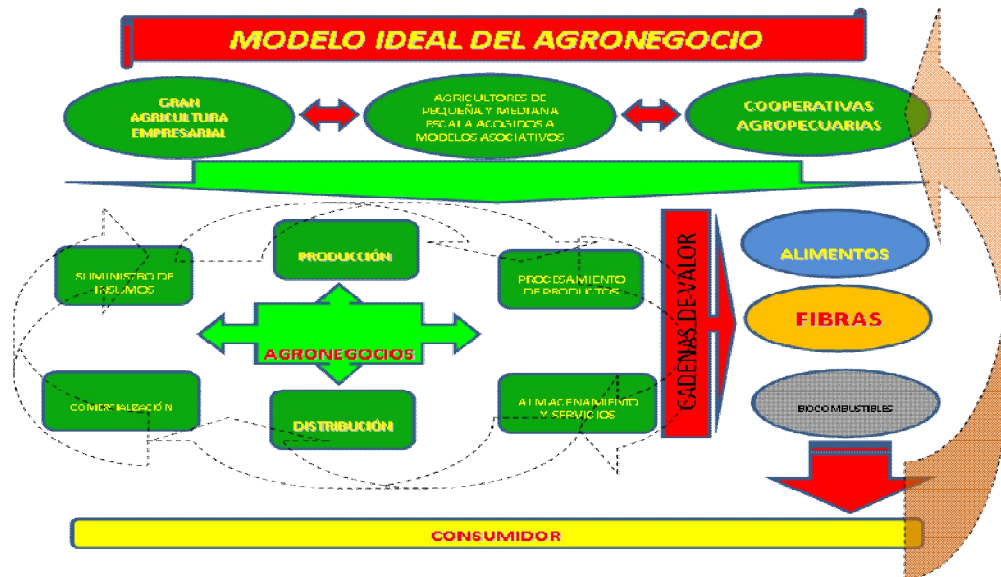 MODELO IDEAL DEL AGRONEGOCIO
GRAN
AGRICULTURA
EMPRESARIAL
AGRICULTORES DE
PEQUEÑA Y MEDIANA
ESCALA ACOGIDOS A
MODELOS ASOCIATIVOS
COOPERATIVAS
AGROPECUARIAS
SUMINISTRO DE
INSUMOS
PRODUCCIÓN
PROCESAMIENTO
DE PRODUCTOS
AGRONEGOCIOS
COMERCIALIZACIÓN
DISTRIBUCIÓN
ALMACENAMIENTO
Y SERVICIOS
CADENAS DE VALOR
ALIMENTOS
FIBRAS
BIOCOMBUSTIBLES
CONSUMIDOR